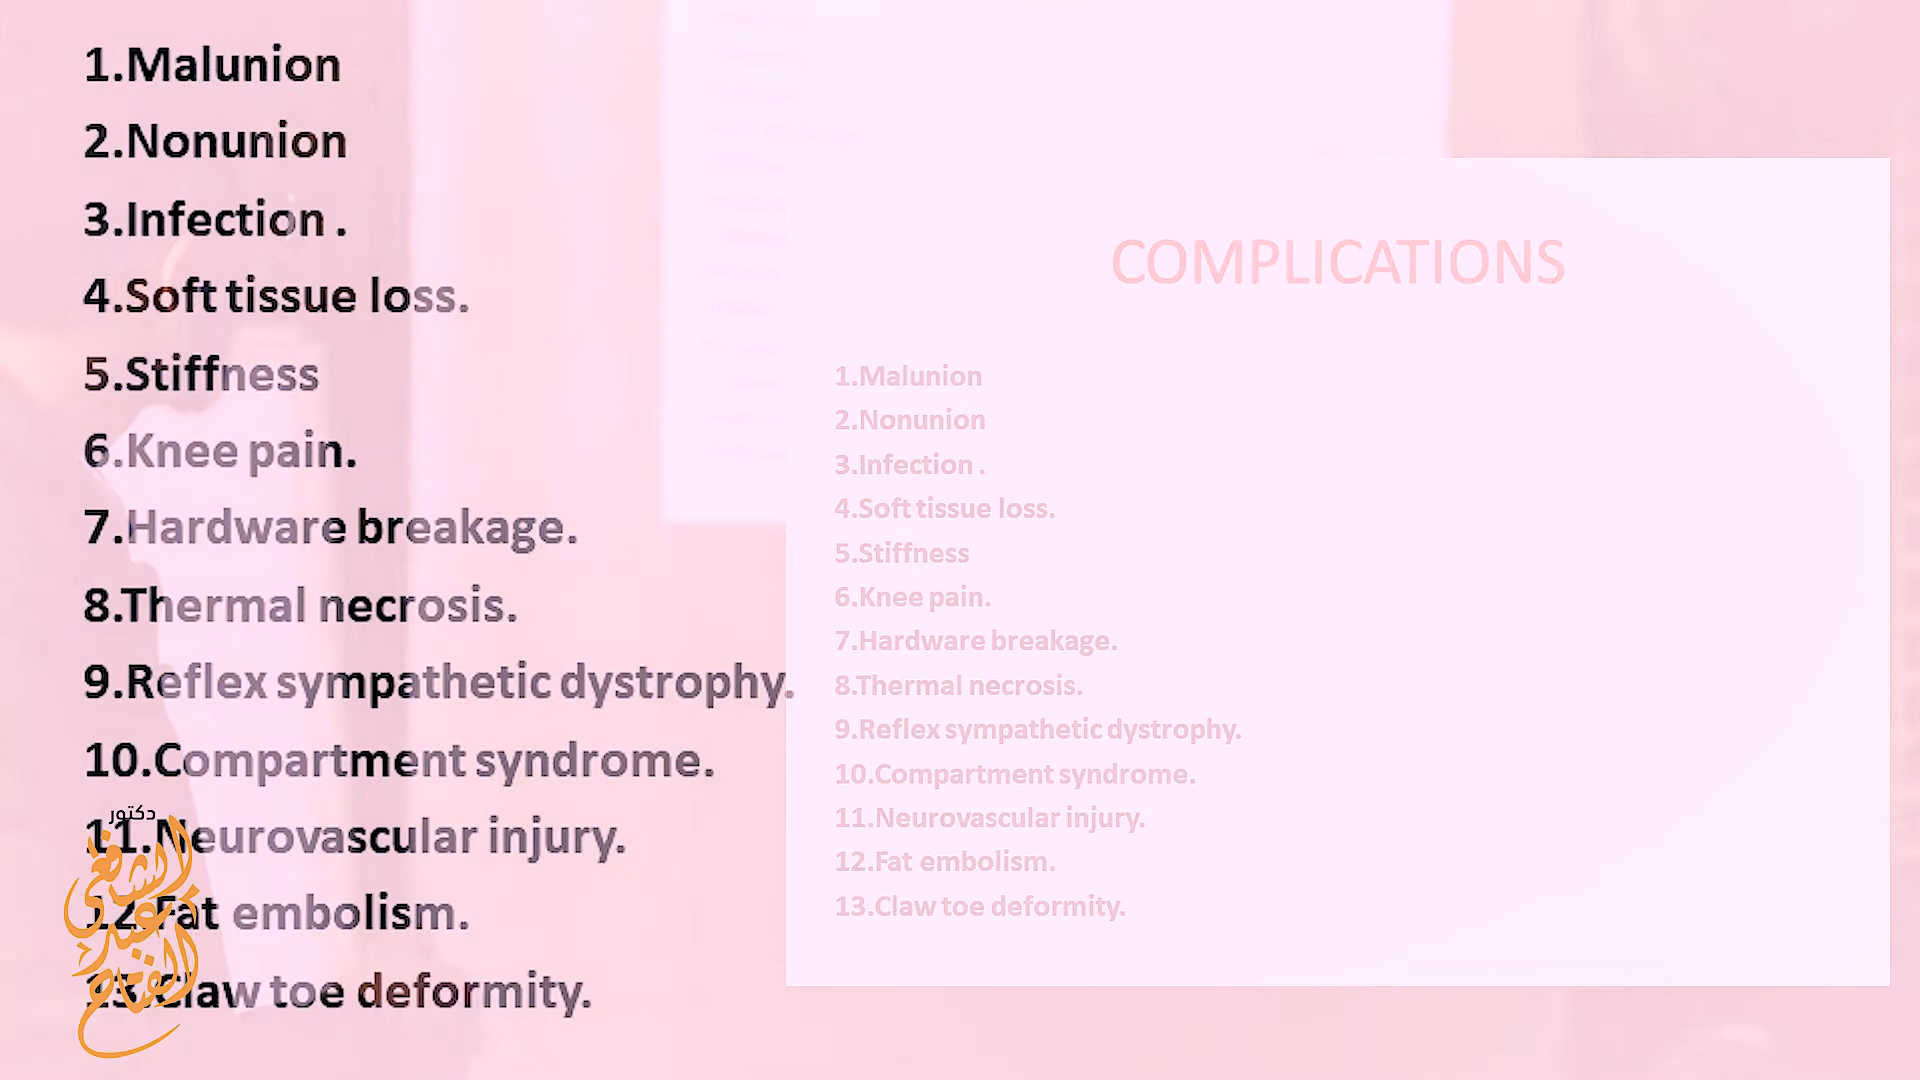 1.Malunion
2.Nonunion
3.Infection .
4.Soft tissue loss.
5.Stiffness
6.Knee pain.
7.Hardware breakage.
8.Thermal necrosis.
9.Reflex sympathetic dystrophy.
10.Compartment syndrome.
11.Neurovascular injury.
12.Fat embolism.
13.Claw toe deformity.
دكتور
الشافعي
عبد
الفتاح
COMPLICATIONS
1.Malunion
2.Nonunion
3.Infection .
4.Soft tissue loss.
5.Stiffness
6.Knee pain.
7.Hardware breakage.
8.Thermal necrosis.
9.Reflex sympathetic dystrophy.
10.Compartment syndrome.
11.Neurovascular injury.
12.Fat embolism.
13.Claw toe deformity.